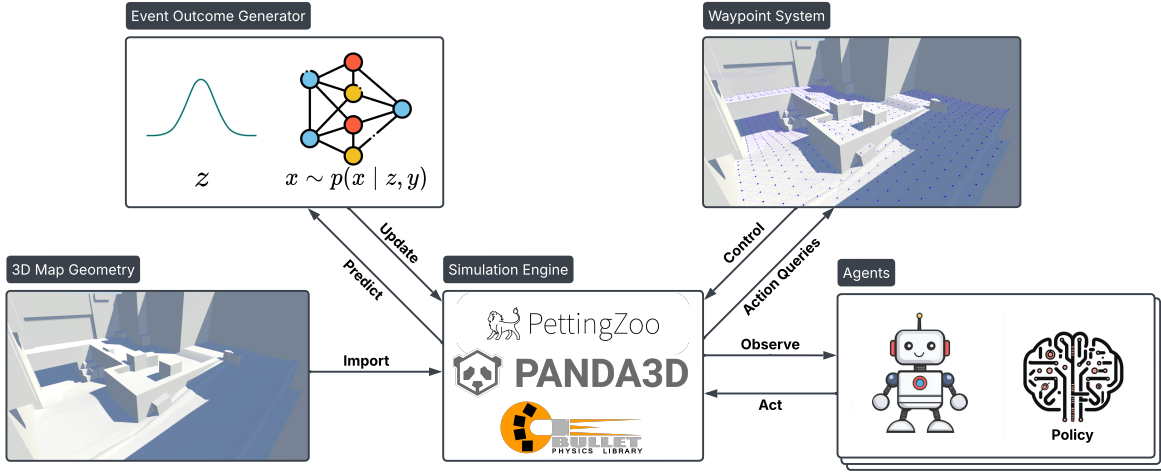 Event Outcome Generator
Waypoint System
z
x ∼ p(x | z, y)
Update
Predict
Control
Action Queries
3D Map Geometry
Simulation Engine
Agents
PettingZoo
PANDA3D
BULLET
PHYSICS LIBRARY
Import
Observe
Act
Policy